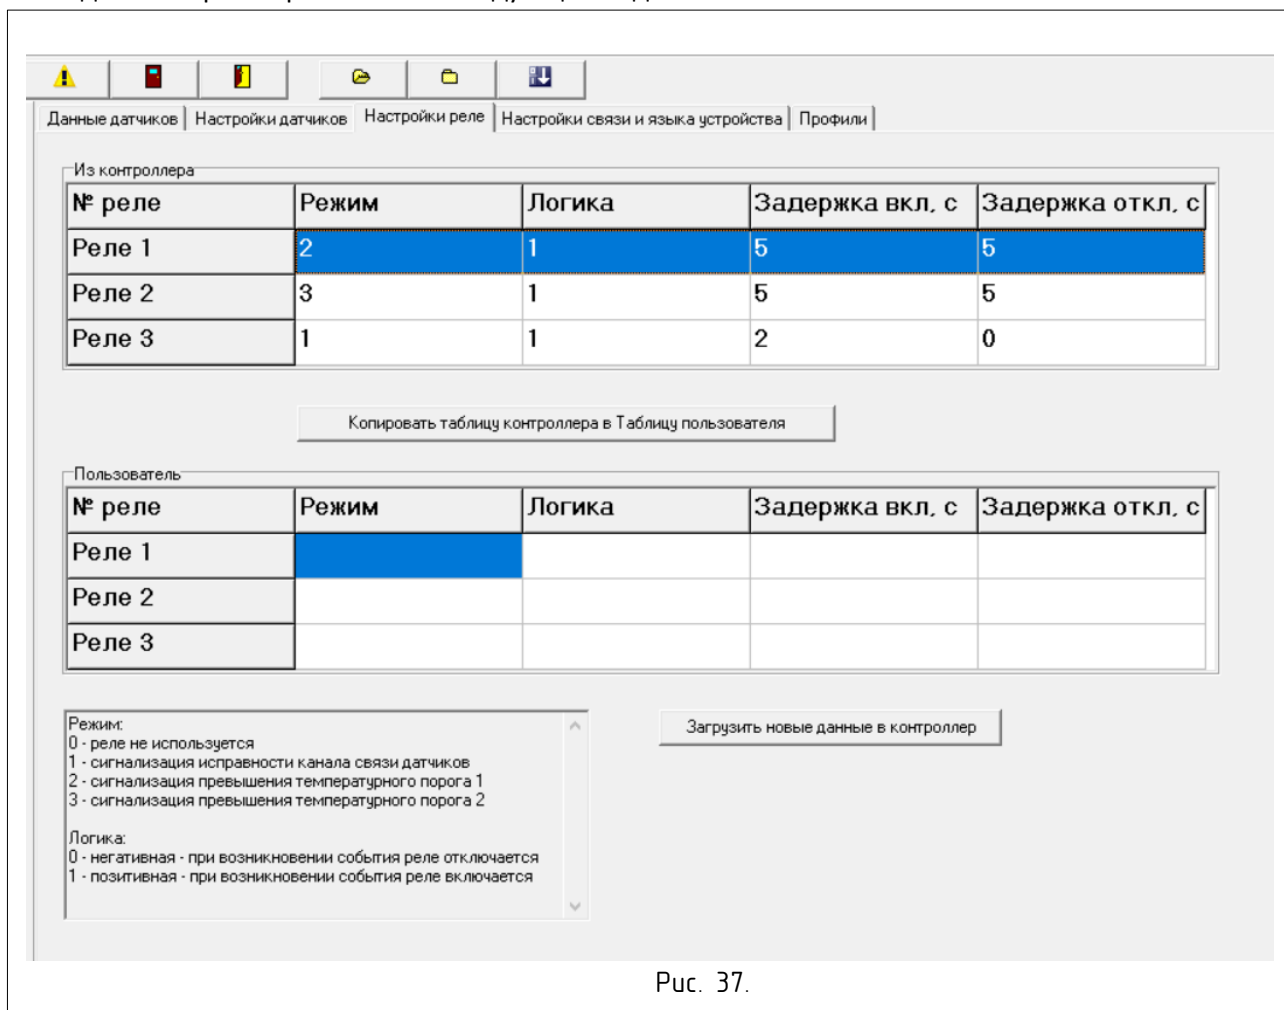 Данные датчиков Настройки датчиков Настройки реле Настройки связи и языка устройства Профили
Из контроллера
№ реле Режим Логика Задержка вкл, с Задержка откл, с
Реле 1 2 1 5 5
Реле 2 3 1 5 5
Реле 3 1 1 2 0
Копировать таблицу контроллера в Таблицу пользователя
Пользователь
№ реле Режим Логика Задержка вкл, с Задержка откл, с
Реле 1
Реле 2
Реле 3
Режим:
0 - реле не используется
1 - сигнализация исправности канала связи датчиков
2 - сигнализация превышения температурного порога 1
3 - сигнализация превышения температурного порога 2
Логика:
0 - негативная - при возникновении события реле отключается
1 - позитивная - при возникновении события реле включается
Загрузить новые данные в контроллер
Рис. 37.